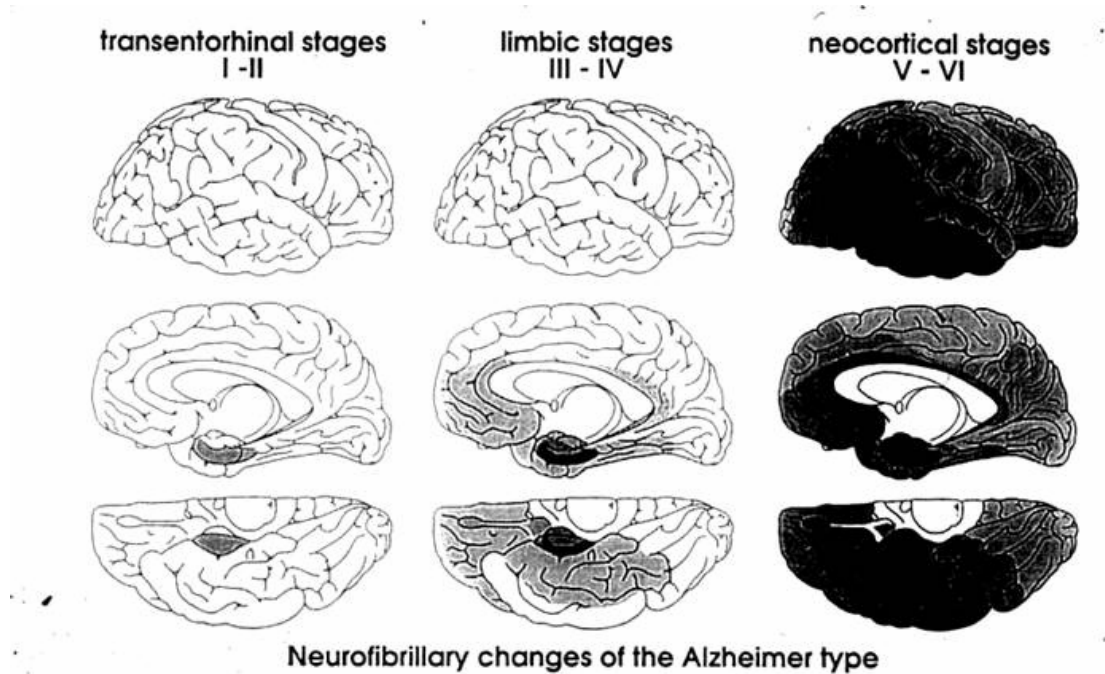 transentorhinal stages
I -II
limbic stages
III - IV
neocortical stages
V - VI
Neurofibrillary changes of the Alzheimer type